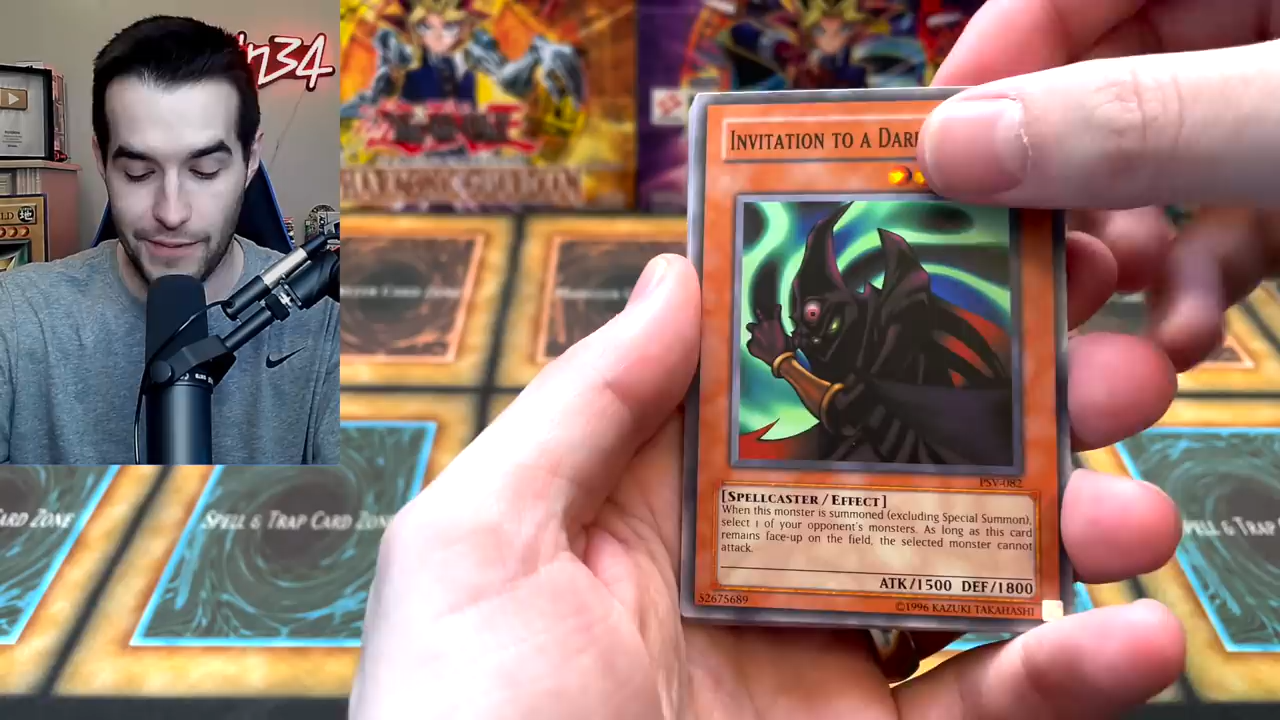 r34
INVITATION TO A DAR
PSV-082
[SPELLCASTER / EFFECT]
When this monster is summoned (excluding Special Summon),
select 1 of your opponent's monsters. As long as this card
remains face-up on the field, the selected monster cannot
attack.
ATK/1500 DEF/1800
52675689
©1996 KAZUKI TAKAHASHI
CARD ZONE
SPELL & TRAP CARD ZONE
SPELL & TRAP